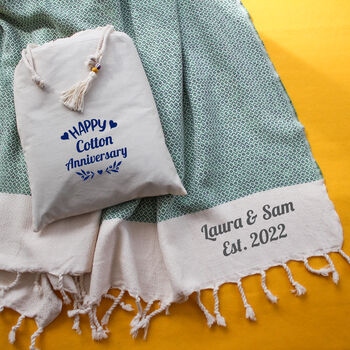 HAPPY
Cotton
Anniversary
Laura & Sam
Est. 2022